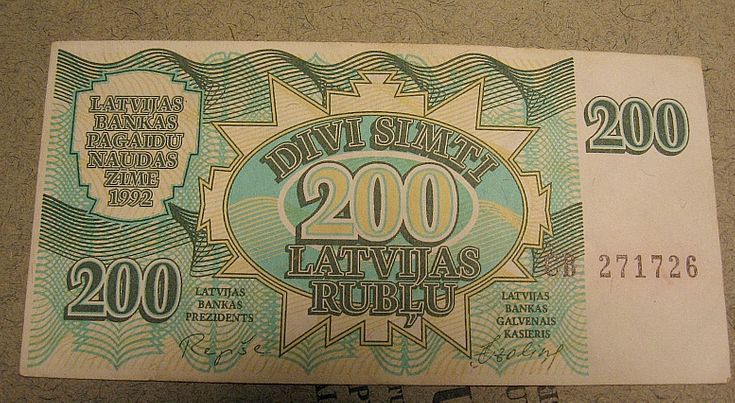 LATVIJAS
BANKAS
PAGAIDU
NAUDAS
ZĪME
1992
DIVI SIMTI
200
LATVIJAS
RUBĻU
200
200
LATVIJAS
BANKAS
PREZIDENTS
LATVIJAS
BANKAS
GALVENAIS
KASIERIS
271726